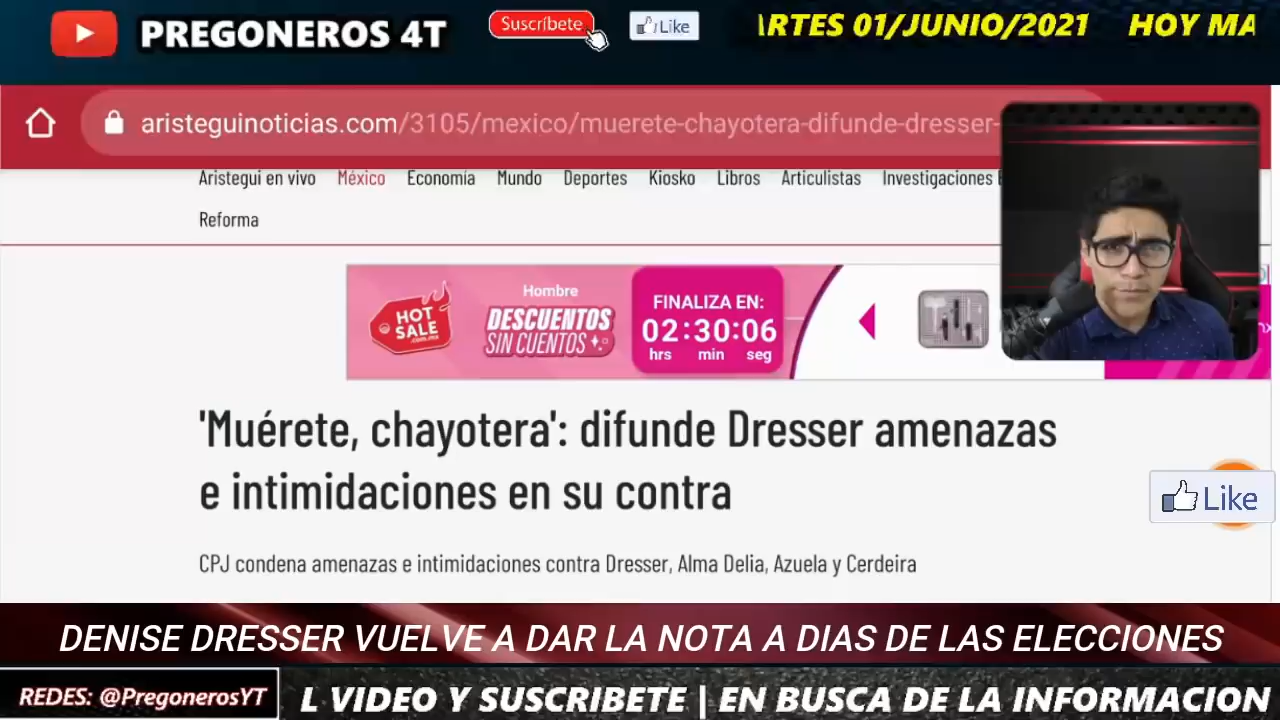 PREGONEROS 4T
Suscríbete
Like
ARTES 01/JUNIO/2021 HOY MA
aristeguinoticias.com/3105/mexico/muerete-chayotera-difunde-dresser-
Aristegui en vivo México Economía Mundo Deportes Kiosko Libros Articulistas Investigaciones
Reforma
HOT SALE
.com.mx
Hombre
DESCUENTOS
SIN CUENTOS
FINALIZA EN:
02:30:06
hrs min seg
'Muérete, chayotera': difunde Dresser amenazas
e intimidaciones en su contra
Like
CPJ condena amenazas e intimidaciones contra Dresser, Alma Delia, Azuela y Cerdeira
DENISE DRESSER VUELVE A DAR LA NOTA A DIAS DE LAS ELECCIONES
REDES: @PregonerosYT
L VIDEO Y SUSCRIBETE | EN BUSCA DE LA INFORMACION